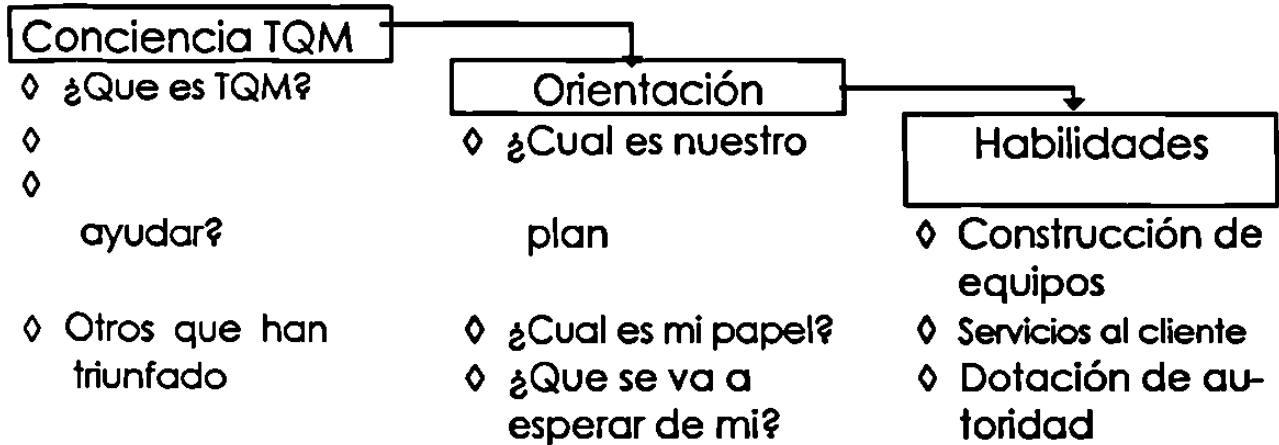 Conciencia TQM
◊ ¿Que es TQM?
◊
◊
ayudar?
◊ Otros que han
triunfado
Orientación
◊ ¿Cual es nuestro
plan
◊ ¿Cual es mi papel?
◊ ¿Que se va a
esperar de mi?
Habilidades
◊ Construcción de
equipos
◊ Servicios al cliente
◊ Dotación de au-
toridad